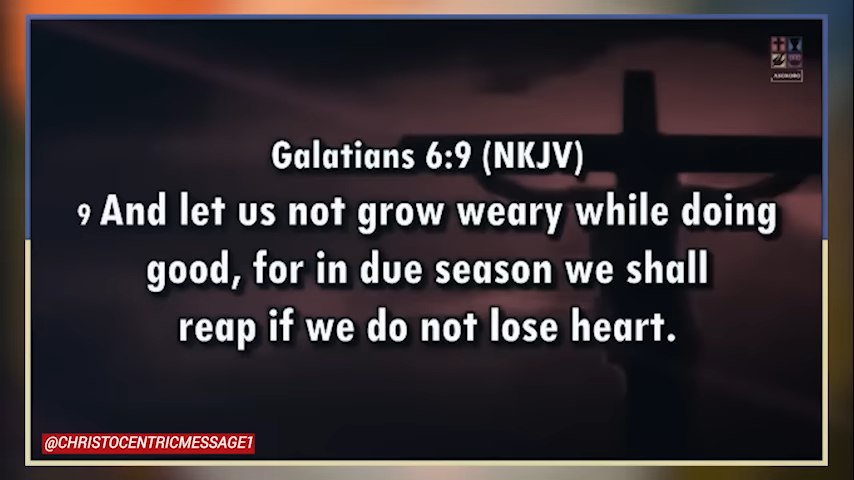 ASOKORO
Galatians 6:9 (NKJV)
9 And let us not grow weary while doing
good, for in due season we shall
reap if we do not lose heart.
@CHRISTOCENTRICMESSAGE1